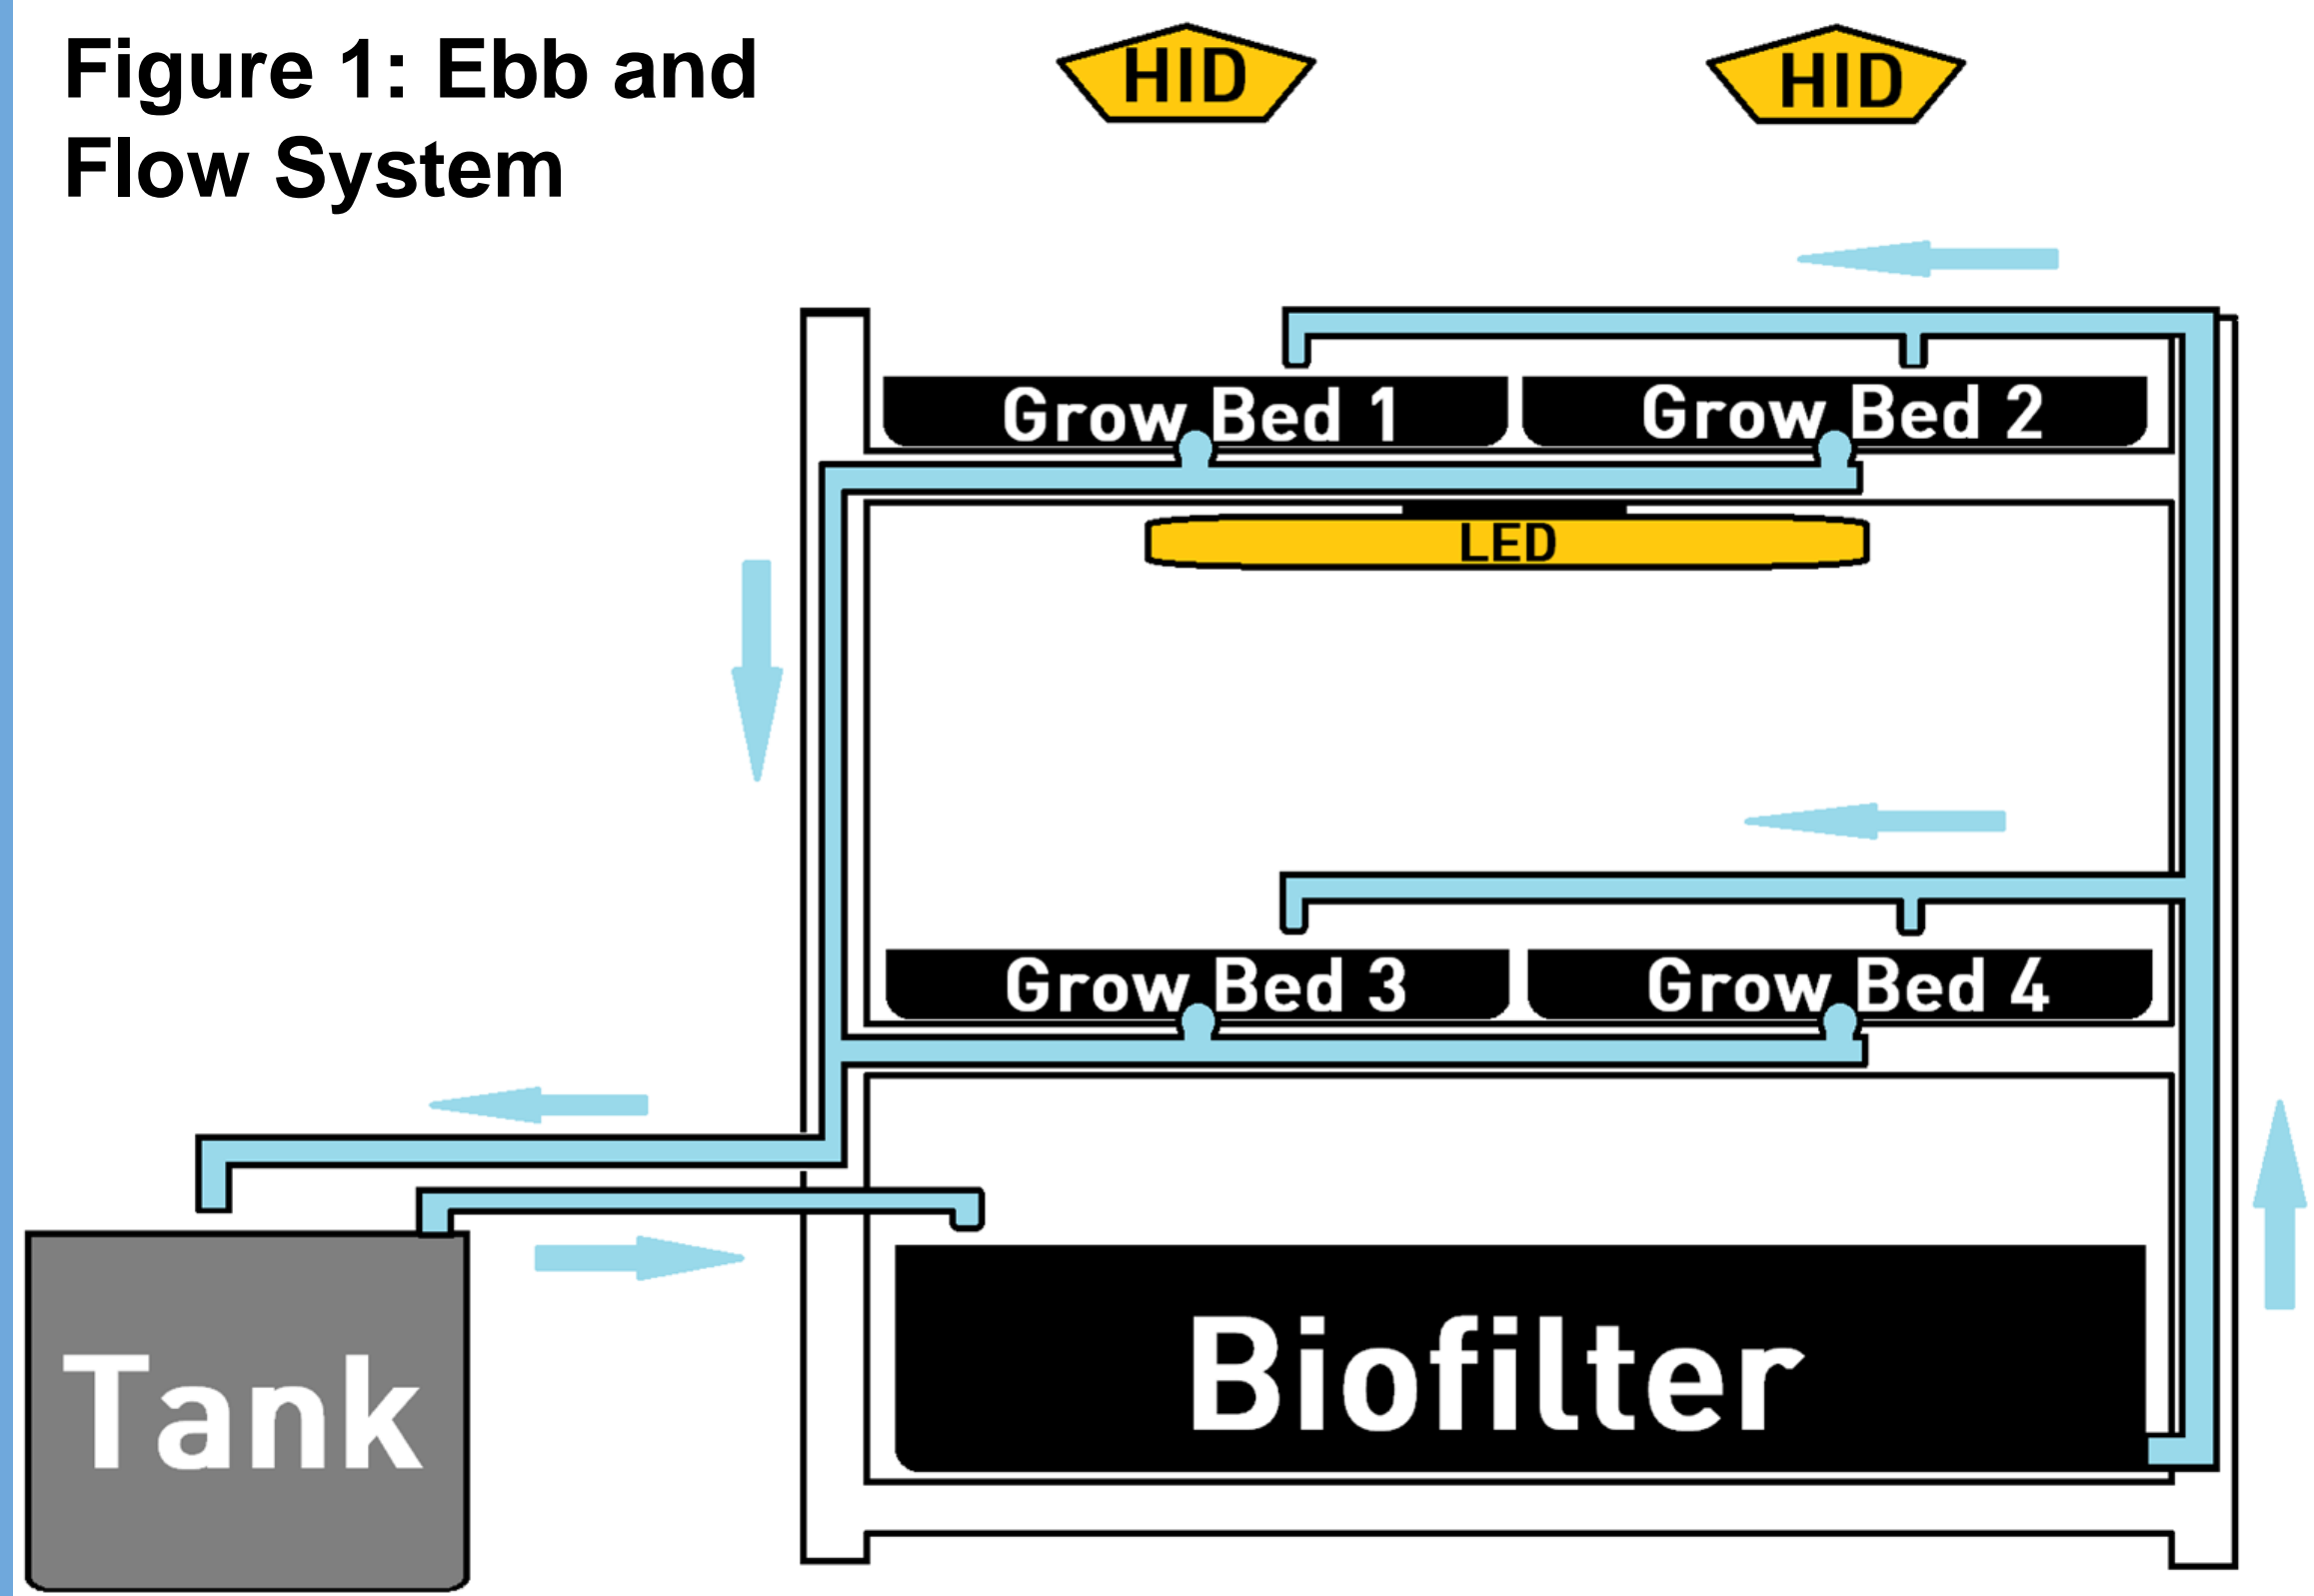 Figure 1: Ebb and
Flow System
HID
HID
Grow Bed 1
Grow Bed 2
LED
Grow Bed 3
Grow Bed 4
Tank
Biofilter